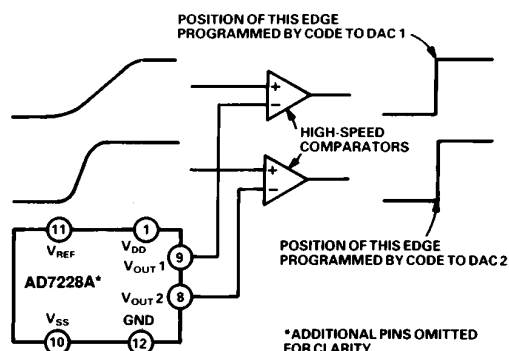 POSITION OF THIS EDGE
PROGRAMMED BY CODE TO DAC 1
+
−
HIGH-SPEED
COMPARATORS
+
−
POSITION OF THIS EDGE
PROGRAMMED BY CODE TO DAC 2
11
1
VREF
VDD
VOUT 1
9
AD7228A*
VOUT 2
8
VSS
GND
10
12
*ADDITIONAL PINS OMITTED
FOR CLARITY